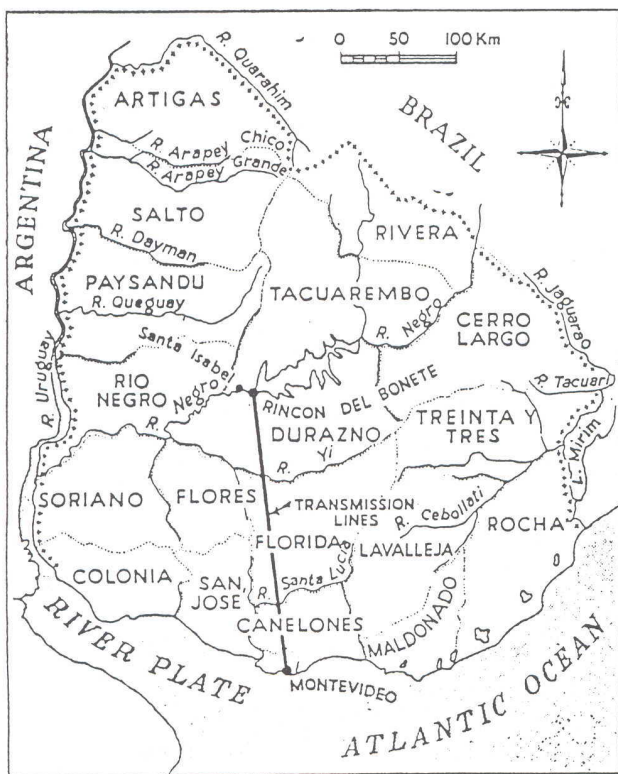 0 50 100 Km
R. Quarahim
ARTIGAS
BRAZIL
Chico
R. Arapey
Grande
R. Arapey
ARGENTINA
SALTO
RIVERA
R. Dayman
PAYSANDU
R. Queguay
TACUAREMBO
R. Negro
CERRO
LARGO
R. Jaguarao
Santa Isabel
R. Uruguay
RIO
NEGRO
R. Negro
RINCON DEL BONETE
R. Tacuari
DURAZNO
TREINTA Y
TRES
R. Yi
L. Mirim
SORIANO
FLORES
TRANSMISSION
LINES
R. Cebollati
ROCHA
FLORIDA
LAVALLEJA
COLONIA
SAN
JOSE
R. Santa Lucia
CANELONES
MALDONADO
RIVER PLATE
MONTEVIDEO
ATLANTIC OCEAN